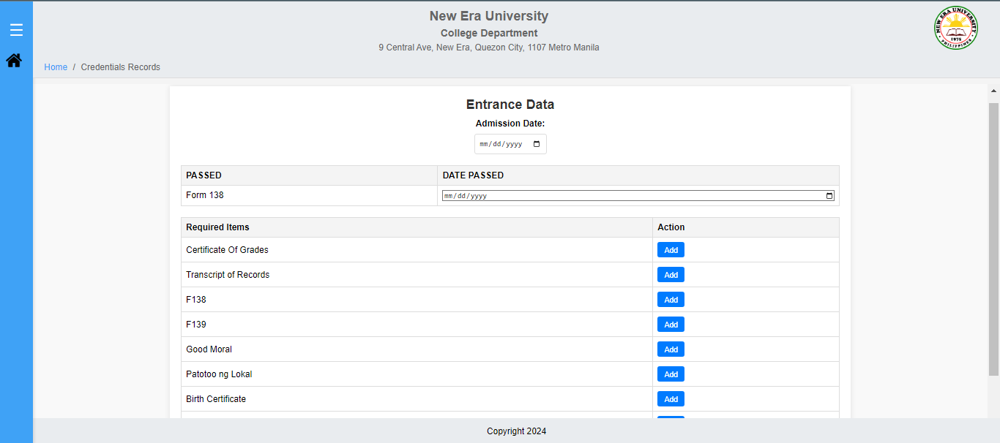 New Era University
College Department
9 Central Ave, New Era, Quezon City, 1107 Metro Manila
NEW ERA UNIVERSITY
1975
PHILIPPINES
Home / Credentials Records
Entrance Data
Admission Date:
mm/dd/yyyy
PASSED DATE PASSED
Form 138 mm/dd/yyyy
Required Items Action
Certificate Of Grades Add
Transcript of Records Add
F138 Add
F139 Add
Good Moral Add
Patotoo ng Lokal Add
Birth Certificate Add
Copyright 2024